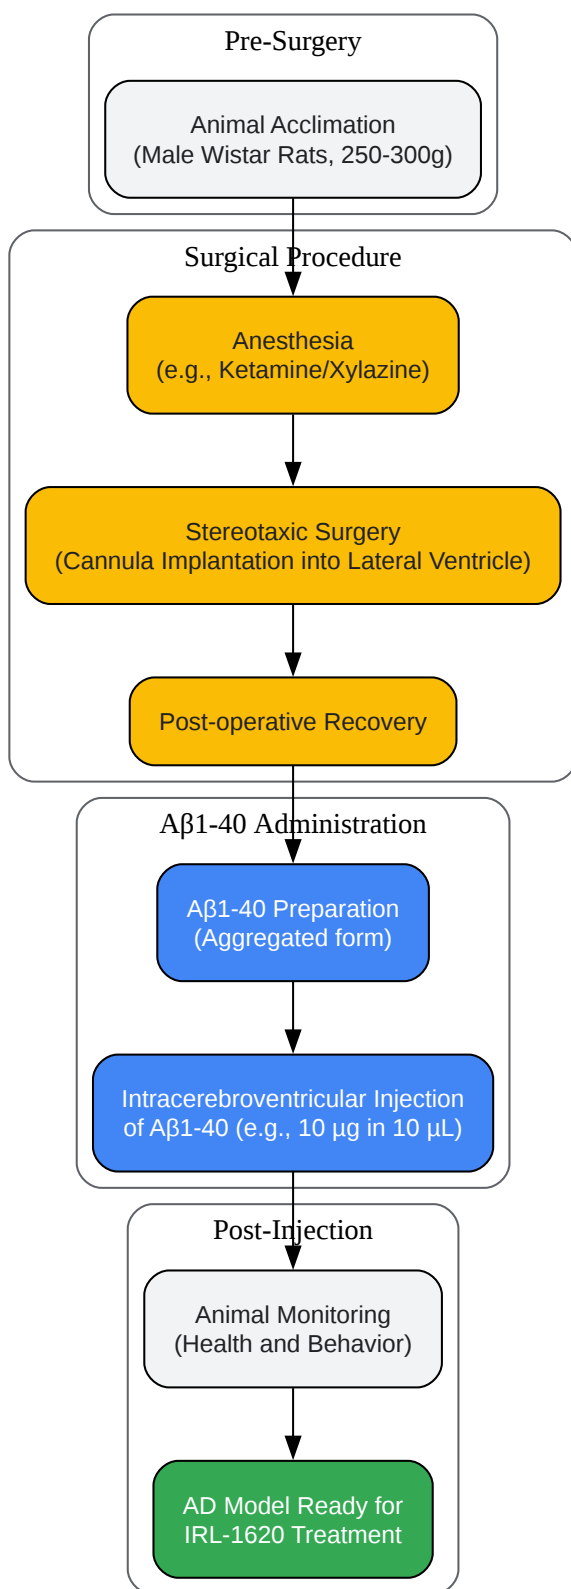 Pre-Surgery
Animal Acclimation
(Male Wistar Rats, 250-300g)
Surgical Procedure
Anesthesia
(e.g., Ketamine/Xylazine)
Stereotaxic Surgery
(Cannula Implantation into Lateral Ventricle)
Post-operative Recovery
Aβ1-40 Administration
Aβ1-40 Preparation
(Aggregated form)
Intracerebroventricular Injection
of Aβ1-40 (e.g., 10 µg in 10 µL)
Post-Injection
Animal Monitoring
(Health and Behavior)
AD Model Ready for
IRL-1620 Treatment